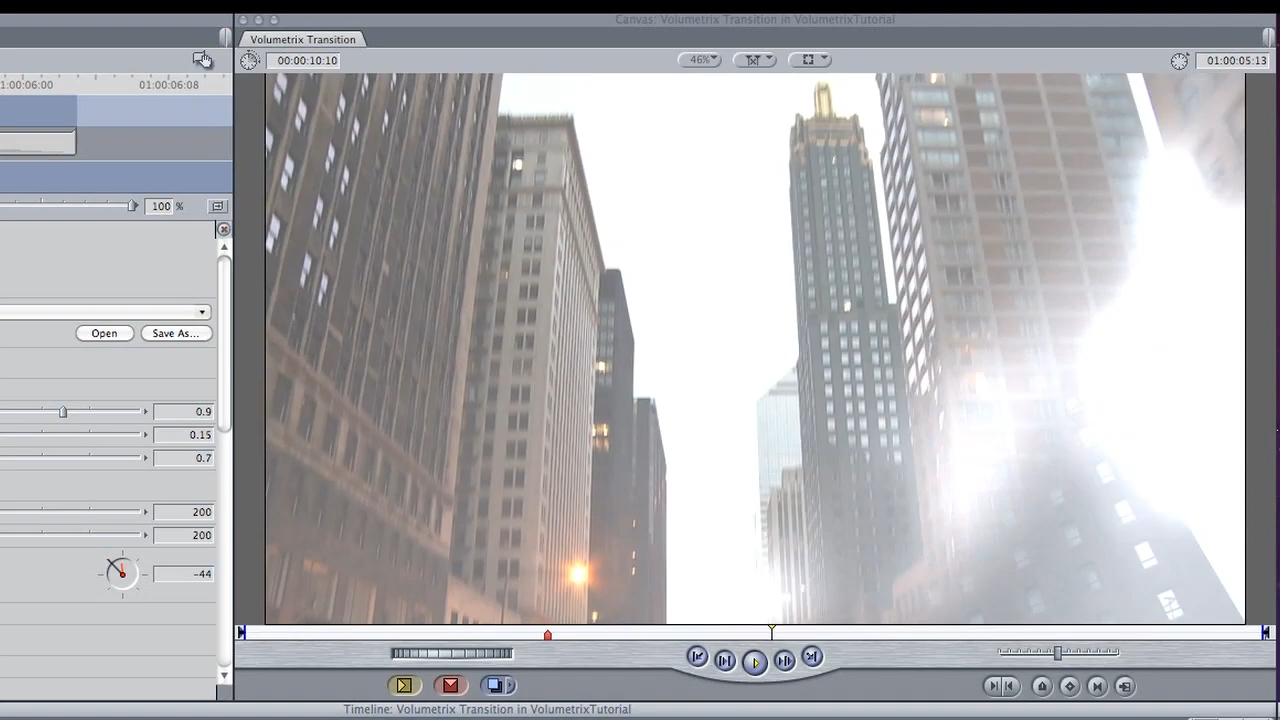 Canvas: Volumetrix Transition in VolumetrixTutorial
Volumetrix Transition
00:00:10:10
46%
01:00:05:13
1:00:06:00
01:00:06:08
100 %
Open
Save As...
0.9
0.15
0.7
200
200
-44
Timeline: Volumetrix Transition in VolumetrixTutorial